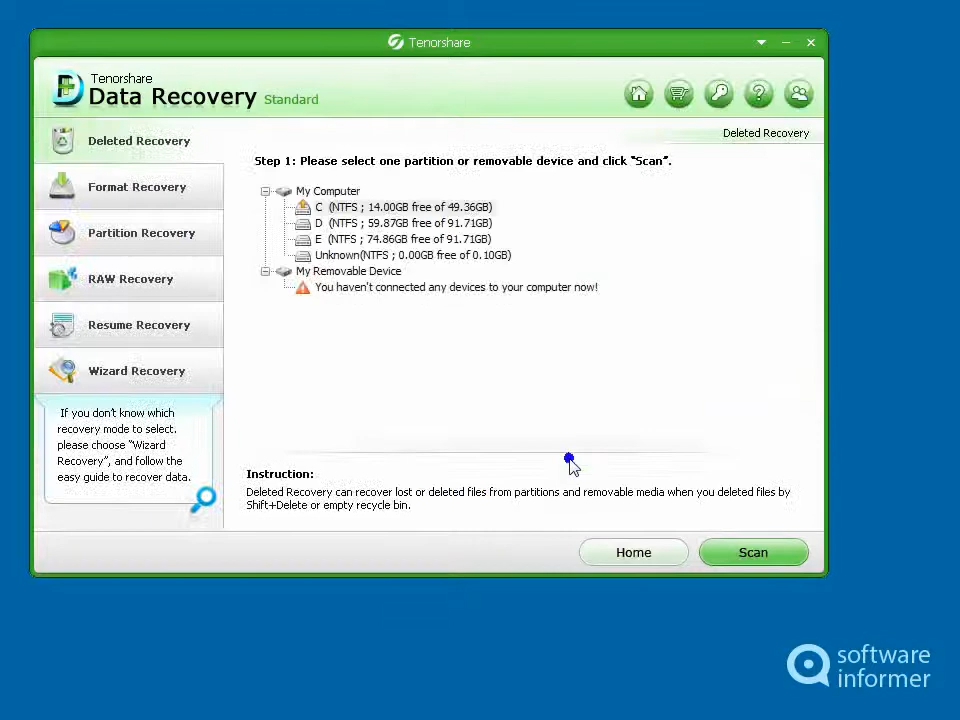 Tenorshare
Tenorshare
Data Recovery Standard
Deleted Recovery
Deleted Recovery
Format Recovery
Partition Recovery
RAW Recovery
Resume Recovery
Wizard Recovery
If you don't know which
recovery mode to select.
please choose "Wizard
Recovery", and follow the
easy guide to recover data.
Step 1: Please select one partition or removable device and click "Scan".
My Computer
C (NTFS ; 14.00GB free of 49.36GB)
D (NTFS ; 59.87GB free of 91.71GB)
E (NTFS ; 74.86GB free of 91.71GB)
Unknown(NTFS ; 0.00GB free of 0.10GB)
My Removable Device
You haven't connected any devices to your computer now!
Instruction:
Deleted Recovery can recover lost or deleted files from partitions and removable media when you deleted files by
Shift+Delete or empty recycle bin.
Home
Scan
software
informer